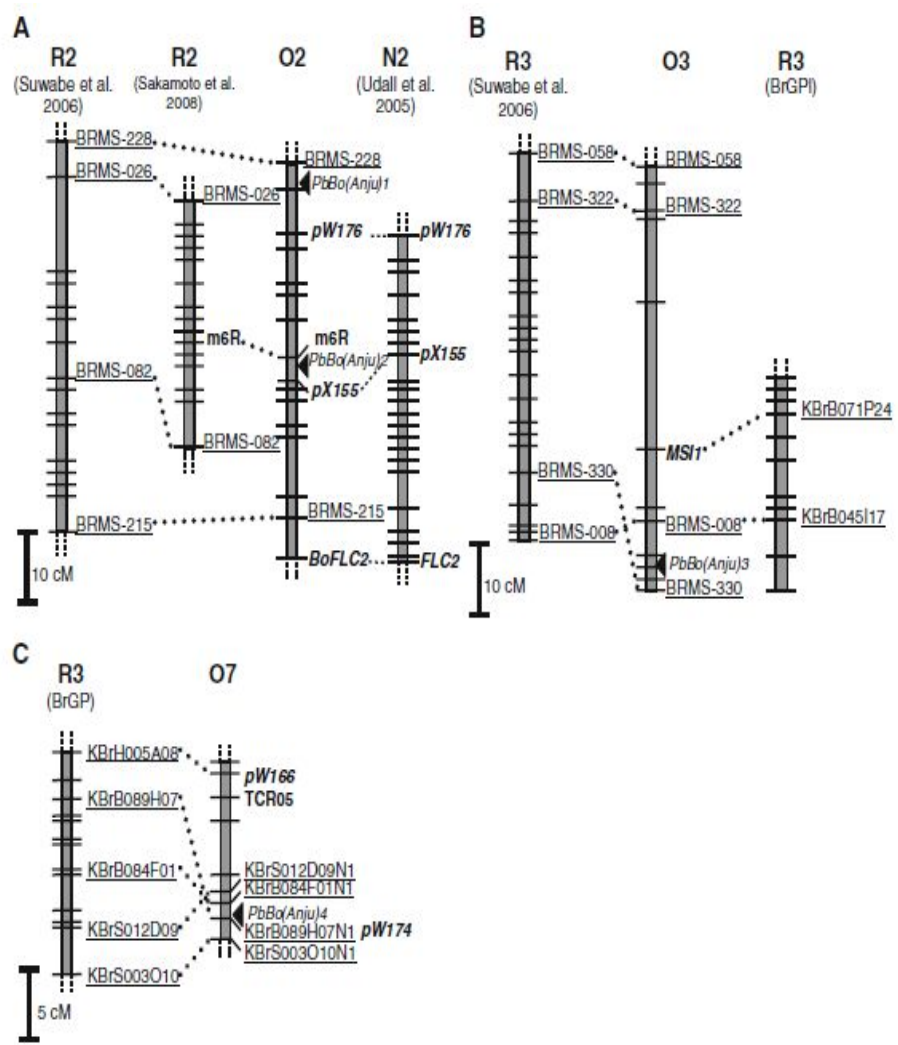 A
R2
(Suwabe et al.
2006)
R2
(Sakamoto et al.
2008)
O2
N2
(Udall et al.
2005)
BRMS-228
BRMS-026
BRMS-082
BRMS-215
10 cM
BRMS-026
m6R
BRMS-082
BRMS-228
PbBo(Anju)1
pW176
m6R
PbBo(Anju)2
pX155
BRMS-215
BoFLC2
pW176
pX155
FLC2
B
R3
(Suwabe et al.
2006)
O3
R3
(BrGPI)
BRMS-058
BRMS-322
BRMS-330
BRMS-008
10 cM
BRMS-058
BRMS-322
MSI1
BRMS-008
PbBo(Anju)3
BRMS-330
KBrB071P24
KBrB045I17
C
R3
(BrGP)
O7
KBrH005A08
KBrB089H07
KBrB084F01
KBrS012D09
KBrS003O10
5 cM
pW166
TCR05
KBrS012D09N1
KBrB084F01N1
PbBo(Anju)4
KBrB089H07N1 pW174
KBrS003O10N1